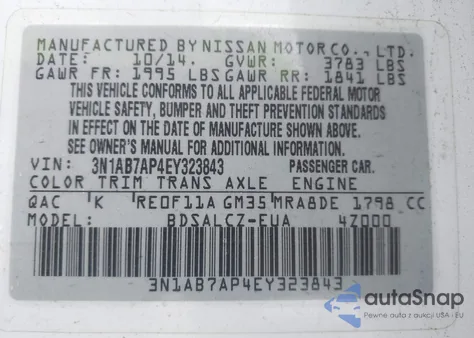 MANUFACTURED BY NISSAN MOTOR CO., LTD.
DATE: 10/14. GVWR: 3783 LBS
GAWR FR: 1995 LBS GAWR RR: 1841 LBS
THIS VEHICLE CONFORMS TO ALL APPLICABLE FEDERAL MOTOR
VEHICLE SAFETY, BUMPER AND THEFT PREVENTION STANDARDS
IN EFFECT ON THE DATE OF MANUFACTURE SHOWN ABOVE.
SEE OWNER'S MANUAL FOR ADDITIONAL INFORMATION.
VIN: 3N1AB7AP4EY323843 PASSENGER CAR.
COLOR TRIM TRANS AXLE ENGINE
QAC K RE0F11A GM35 MRA8DE 1798 CC
MODEL: BDSALCZ-EUA 4Z000
3N1AB7AP4EY323843
autoSnap
Pewne auta z aukcji USA i EU